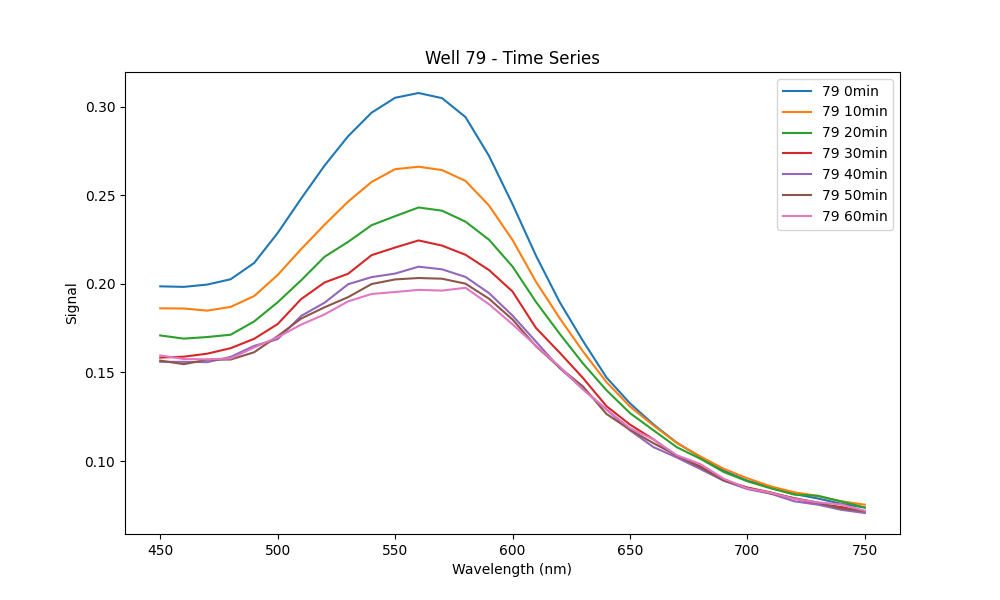 Well 79 - Time Series
Signal
0.30
0.25
0.20
0.15
0.10
79 0min
79 10min
79 20min
79 30min
79 40min
79 50min
79 60min
450 500 550 600 650 700 750
Wavelength (nm)